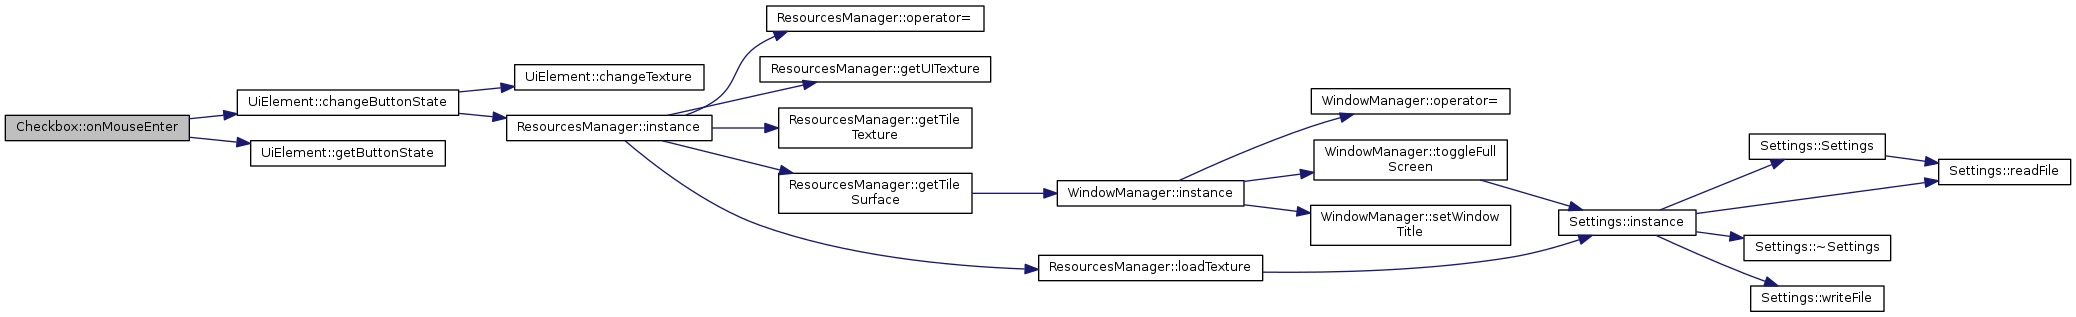 Checkbox::onMouseEnter
UiElement::changeButtonState
UiElement::getButtonState
UiElement::changeTexture
ResourcesManager::instance
ResourcesManager::operator=
ResourcesManager::getUITexture
ResourcesManager::getTile
Texture
ResourcesManager::getTile
Surface
ResourcesManager::loadTexture
WindowManager::instance
WindowManager::operator=
WindowManager::toggleFull
Screen
WindowManager::setWindow
Title
Settings::instance
Settings::Settings
Settings::readFile
Settings::~Settings
Settings::writeFile